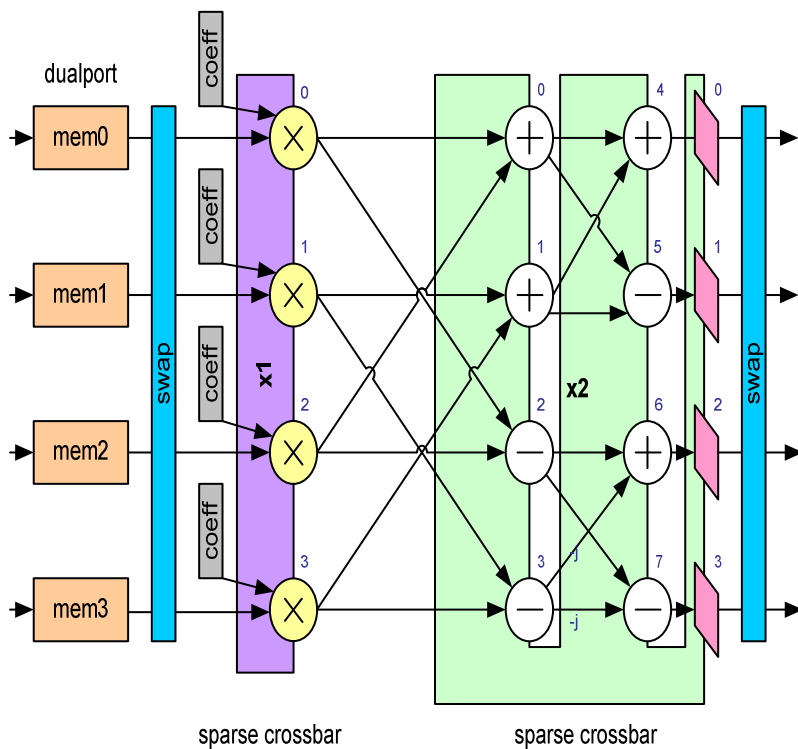 dualport
coeff
0
0
4
0
mem0
×
+
+
coeff
1
1
5
1
mem1
×
+
−
swap
coeff
x1
x2
swap
2
2
6
2
mem2
×
−
+
coeff
3
3
-j
7
3
mem3
×
−
-j
−
sparse crossbar
sparse crossbar